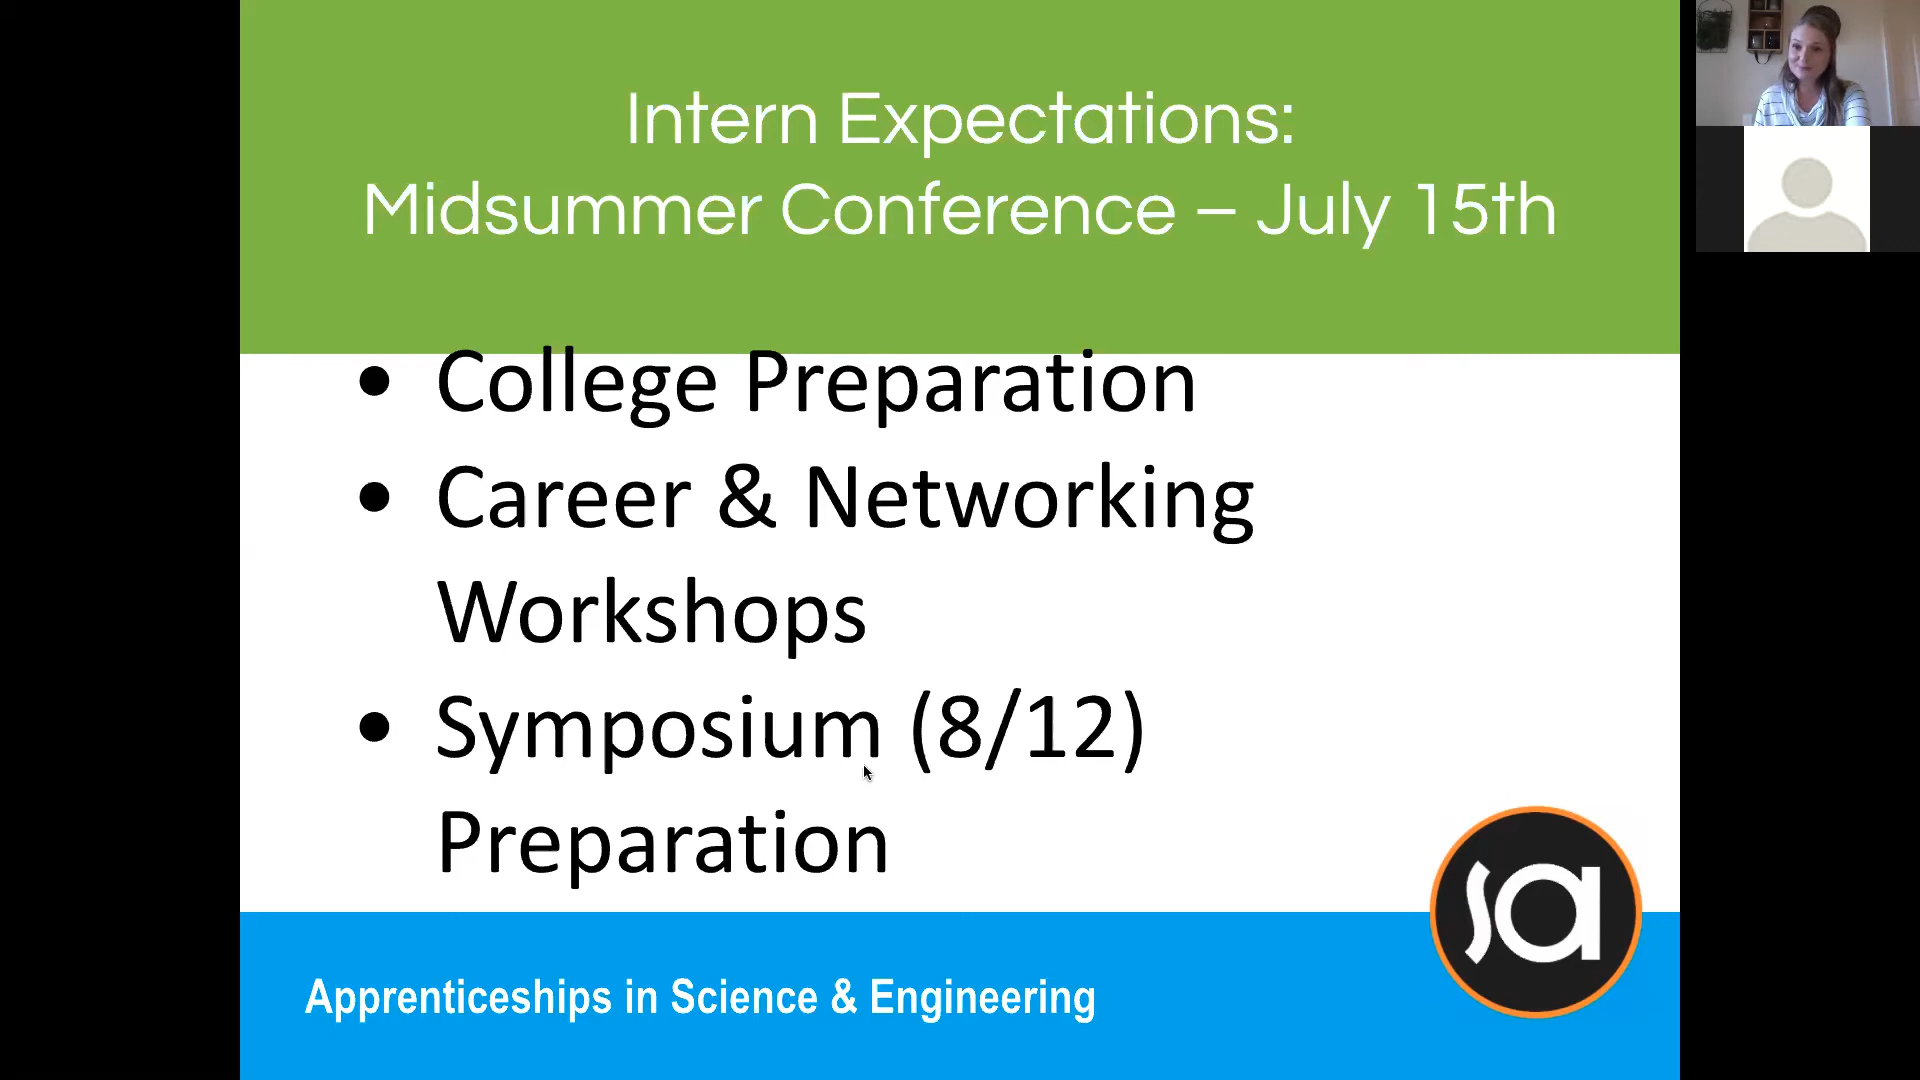 Intern Expectations:
Midsummer Conference – July 15th
• College Preparation
• Career & Networking
Workshops
• Symposium (8/12)
Preparation
sa
Apprenticeships in Science & Engineering